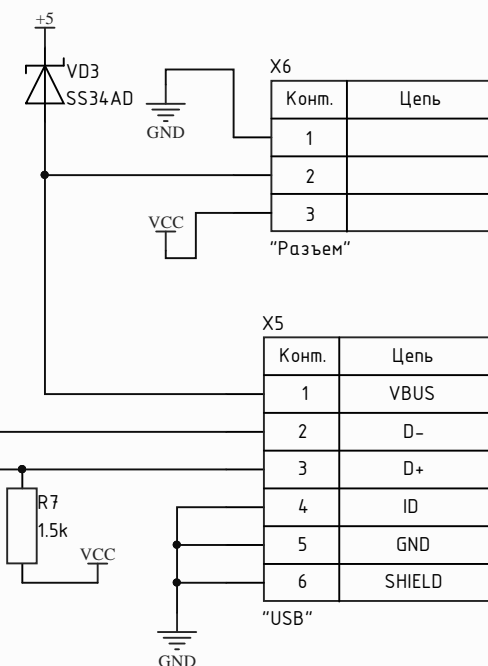 +5
VD3
SS34AD
GND
X6
Конт. Цепь
1
2
3
VCC
"Разъем"
X5
Конт. Цепь
1 VBUS
2 D-
3 D+
4 ID
5 GND
6 SHIELD
"USB"
R7
1.5k
VCC
GND